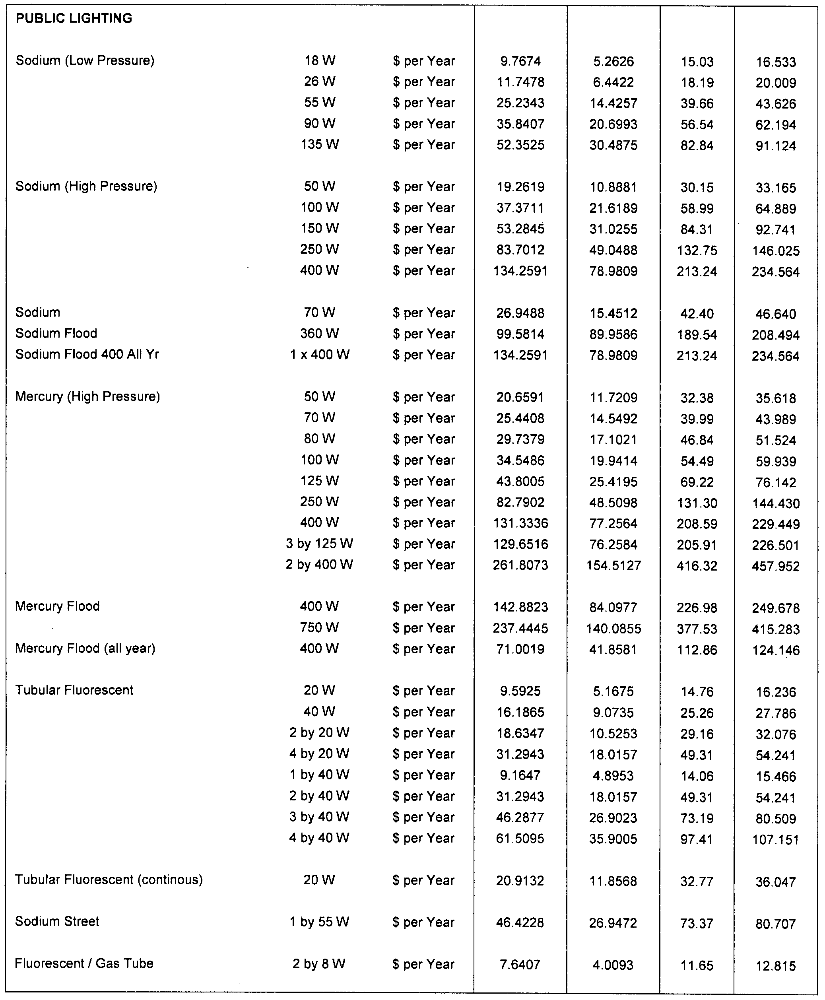 PUBLIC LIGHTING
Sodium (Low Pressure) 18 W $ per Year 9.7674 5.2626 15.03 16.533
26 W $ per Year 11.7478 6.4422 18.19 20.009
55 W $ per Year 25.2343 14.4257 39.66 43.626
90 W $ per Year 35.8407 20.6993 56.54 62.194
135 W $ per Year 52.3525 30.4875 82.84 91.124
Sodium (High Pressure) 50 W $ per Year 19.2619 10.8881 30.15 33.165
100 W $ per Year 37.3711 21.6189 58.99 64.889
150 W $ per Year 53.2845 31.0255 84.31 92.741
250 W $ per Year 83.7012 49.0488 132.75 146.025
400 W $ per Year 134.2591 78.9809 213.24 234.564
Sodium 70 W $ per Year 26.9488 15.4512 42.40 46.640
Sodium Flood 360 W $ per Year 99.5814 89.9586 189.54 208.494
Sodium Flood 400 All Yr 1 x 400 W $ per Year 134.2591 78.9809 213.24 234.564
Mercury (High Pressure) 50 W $ per Year 20.6591 11.7209 32.38 35.618
70 W $ per Year 25.4408 14.5492 39.99 43.989
80 W $ per Year 29.7379 17.1021 46.84 51.524
100 W $ per Year 34.5486 19.9414 54.49 59.939
125 W $ per Year 43.8005 25.4195 69.22 76.142
250 W $ per Year 82.7902 48.5098 131.30 144.430
400 W $ per Year 131.3336 77.2564 208.59 229.449
3 by 125 W $ per Year 129.6516 76.2584 205.91 226.501
2 by 400 W $ per Year 261.8073 154.5127 416.32 457.952
Mercury Flood 400 W $ per Year 142.8823 84.0977 226.98 249.678
750 W $ per Year 237.4445 140.0855 377.53 415.283
Mercury Flood (all year) 400 W $ per Year 71.0019 41.8581 112.86 124.146
Tubular Fluorescent 20 W $ per Year 9.5925 5.1675 14.76 16.236
40 W $ per Year 16.1865 9.0735 25.26 27.786
2 by 20 W $ per Year 18.6347 10.5253 29.16 32.076
4 by 20 W $ per Year 31.2943 18.0157 49.31 54.241
1 by 40 W $ per Year 9.1647 4.8953 14.06 15.466
2 by 40 W $ per Year 31.2943 18.0157 49.31 54.241
3 by 40 W $ per Year 46.2877 26.9023 73.19 80.509
4 by 40 W $ per Year 61.5095 35.9005 97.41 107.151
Tubular Fluorescent (continous) 20 W $ per Year 20.9132 11.8568 32.77 36.047
Sodium Street 1 by 55 W $ per Year 46.4228 26.9472 73.37 80.707
Fluorescent / Gas Tube 2 by 8 W $ per Year 7.6407 4.0093 11.65 12.815